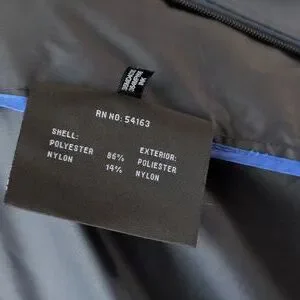 RN NO: 54163
SHELL:
POLYESTER 86%
NYLON 14%
EXTERIOR:
POLIESTER
NYLON